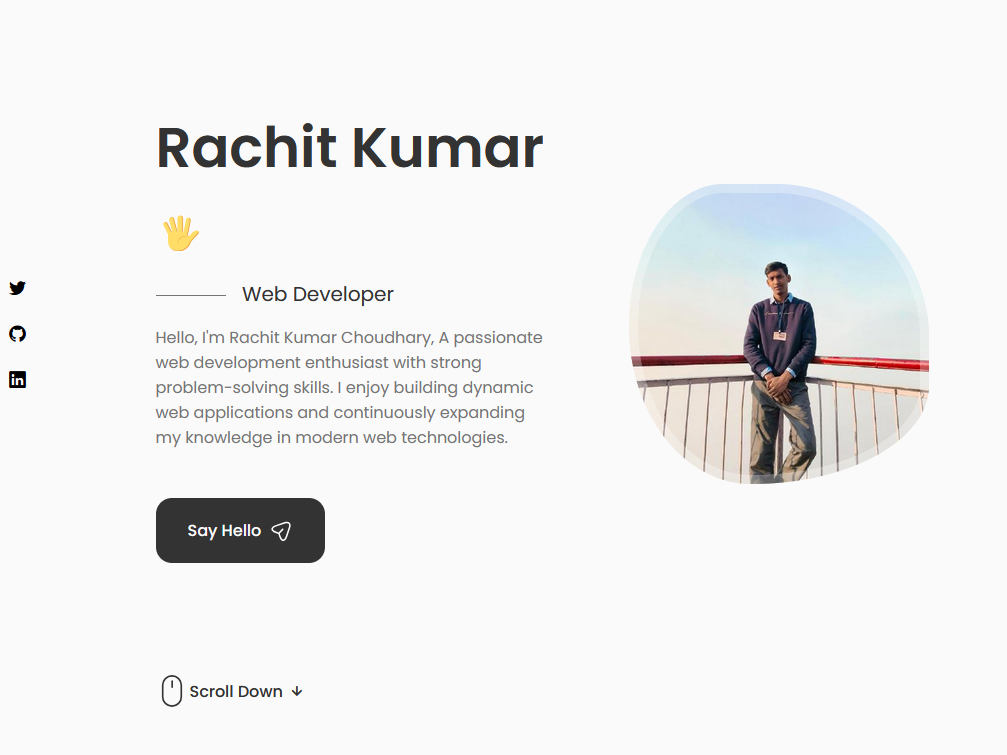 Rachit Kumar
Web Developer
Hello, I'm Rachit Kumar Choudhary, A passionate
web development enthusiast with strong
problem-solving skills. I enjoy building dynamic
web applications and continuously expanding
my knowledge in modern web technologies.
Say Hello
Scroll Down